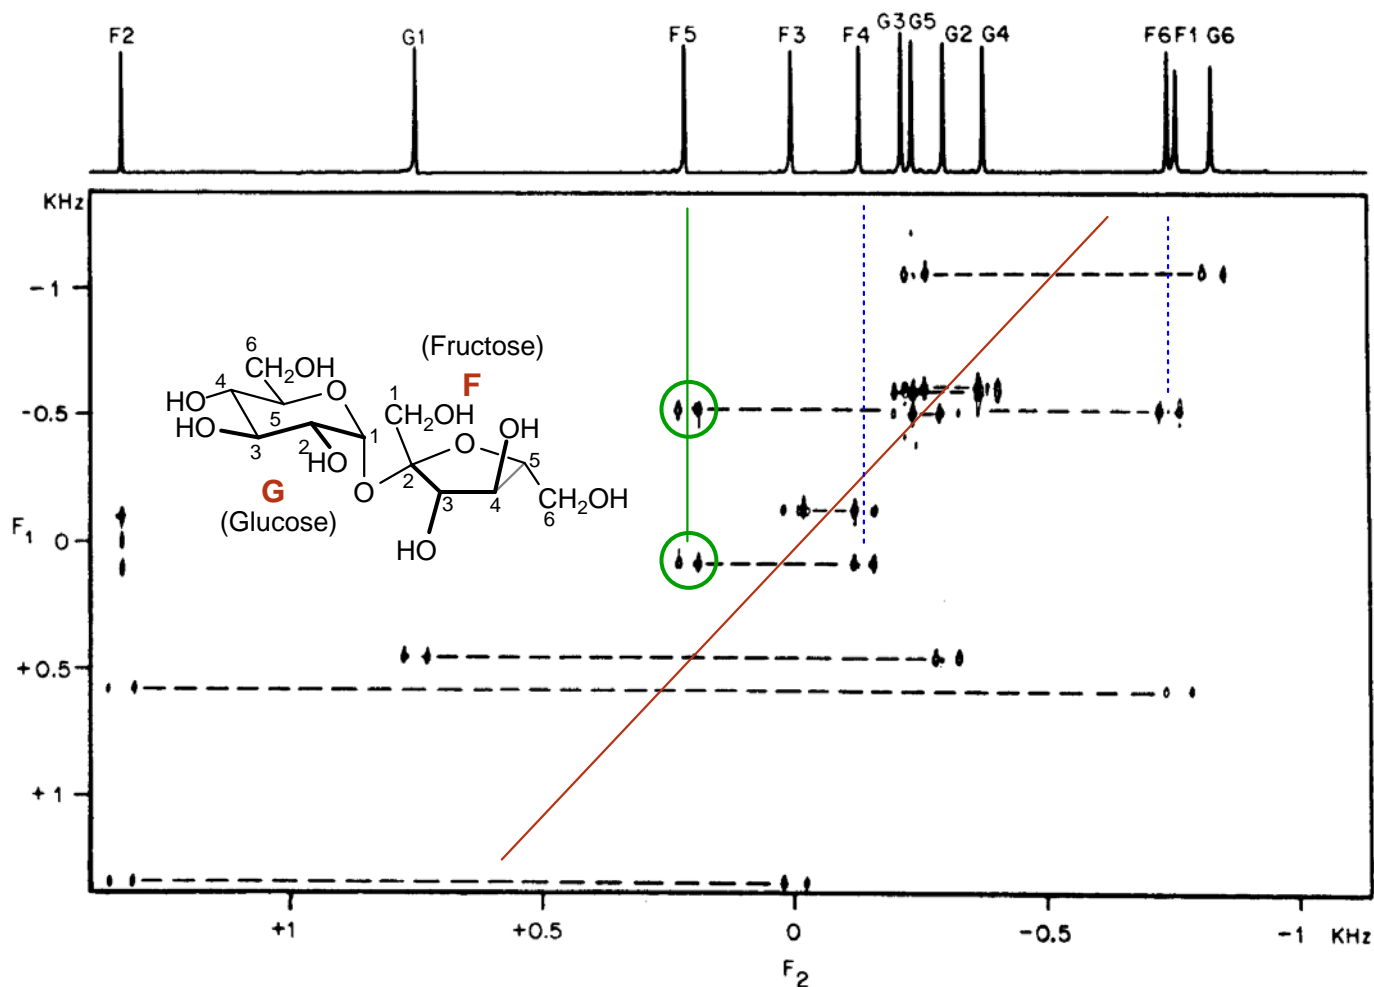 F2 G1 F5 F3 F4 G3 G5 G2 G4 F6 F1 G6
KHz
-1
-0.5
F1 0
+0.5
+1
6
CH2OH
4
HO
O
5
HO
3
2
HO
1
G
(Glucose)
O
(Fructose)
F
1
CH2OH
OH
O
5
2
3
4
CH2OH
6
HO
+1 +0.5 0 -0.5 -1 KHz
F2